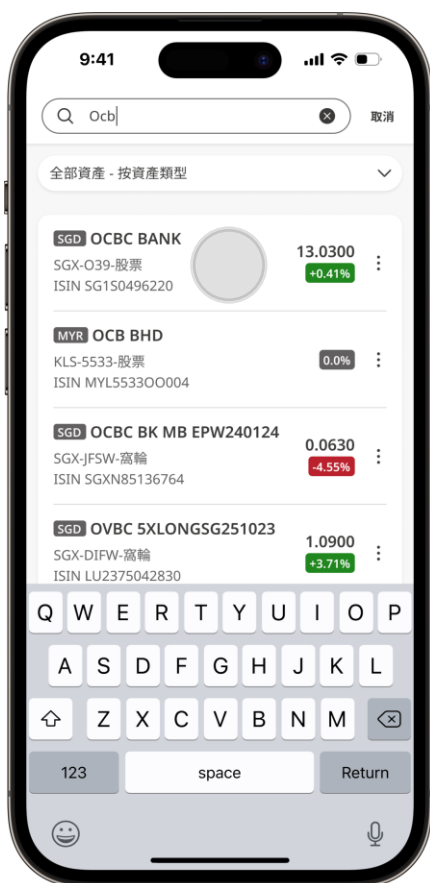 9:41
Ocb
取消
全部資產 - 按資產類型
SGD OCBC BANK
13.0300
SGX-O39-股票
+0.41%
ISIN SG1S0496220
MYR OCB BHD
KLS-5533-股票
0.0%
ISIN MYL5533OO004
SGD OCBC BK MB EPW240124
0.0630
SGX-JFSW-窩輪
-4.55%
ISIN SGXN85136764
SGD OVBC 5XLONGSG251023
1.0900
SGX-DIFW-窩輪
+3.71%
ISIN LU2375042830
Q W E R T Y U I O P
A S D F G H J K L
Z X C V B N M
123 space Return